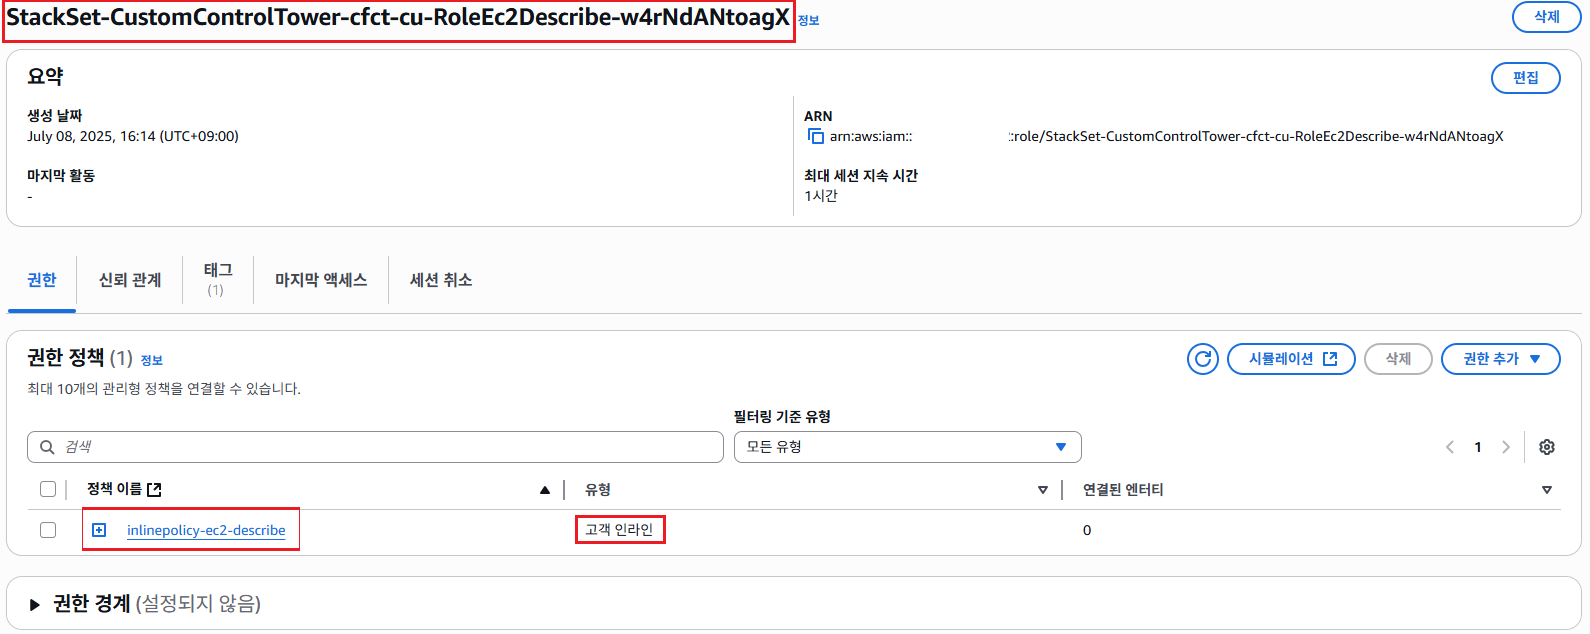 StackSet-CustomControlTower-cfct-cu-RoleEc2Describe-w4rNdANtoagX 정보
삭제
요약
편집
생성 날짜
July 08, 2025, 16:14 (UTC+09:00)
ARN
arn:aws:iam:: ::role/StackSet-CustomControlTower-cfct-cu-RoleEc2Describe-w4rNdANtoagX
마지막 활동
-
최대 세션 지속 시간
1시간
권한
신뢰 관계
태그
(1)
마지막 액세스
세션 취소
권한 정책 (1) 정보
시뮬레이션
삭제
권한 추가
최대 10개의 관리형 정책을 연결할 수 있습니다.
필터링 기준 유형
검색
모든 유형
1
정책 이름
유형
연결된 엔터티
inlinepolicy-ec2-describe
고객 인라인
0
권한 경계 (설정되지 않음)